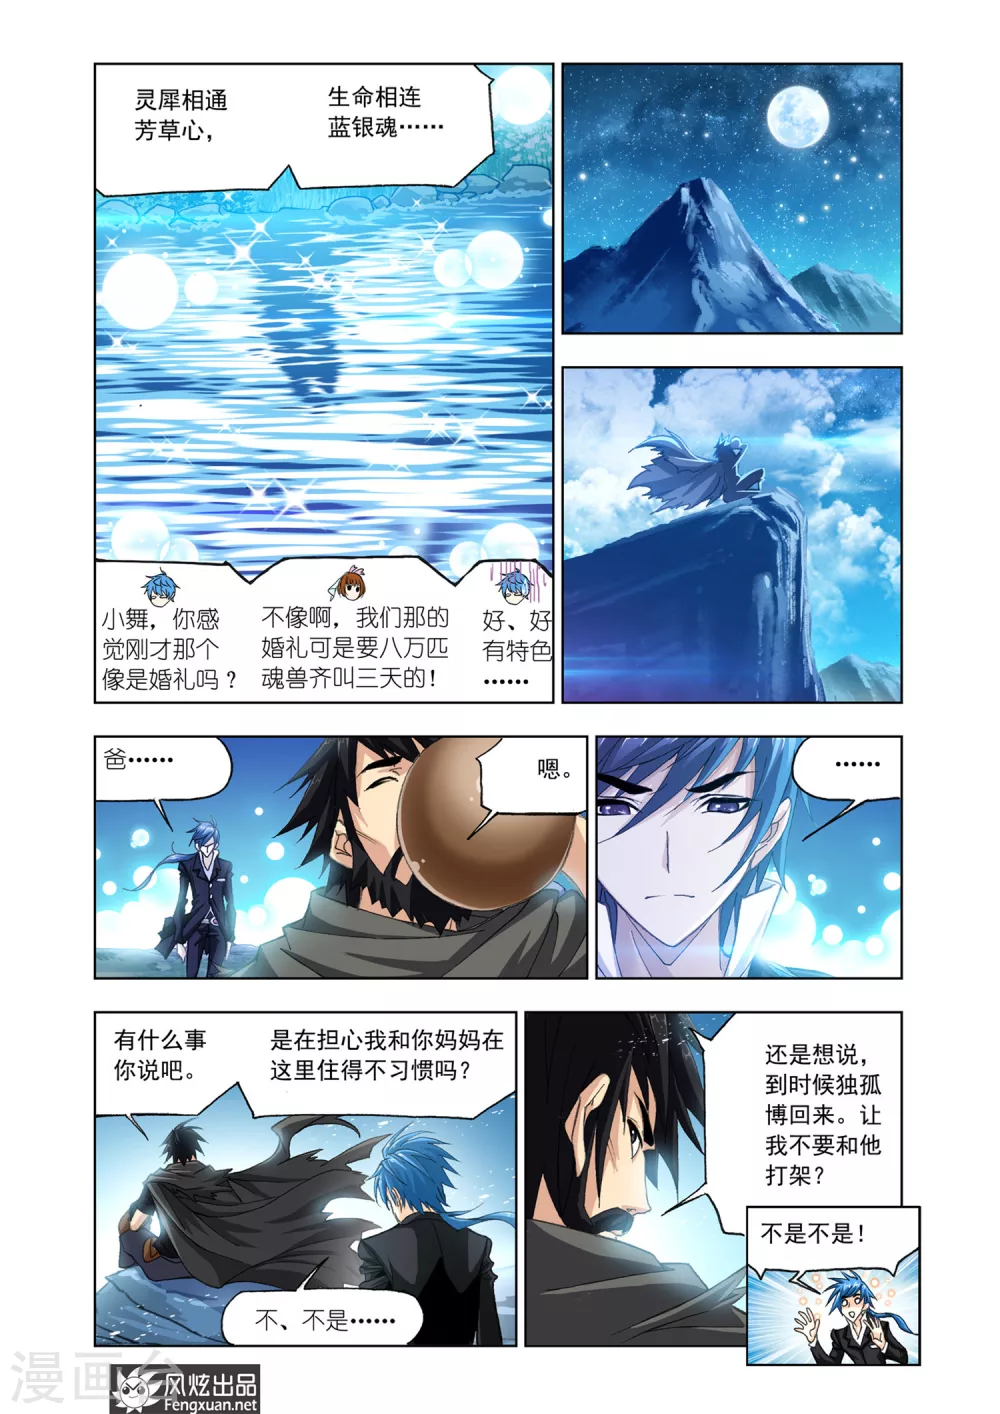 灵犀相通
芳草心，
生命相连
蓝银魂……
小舞，你感
觉刚才那个
像是婚礼吗？
不像啊，我们那的
婚礼可是要八万匹
魂兽齐叫三天的！
好、好
有特色
……
爸……
嗯。
……
有什么事
你说吧。
是在担心我和你妈妈在
这里住得不习惯吗？
不、不是……
还是想说，
到时候独孤
博回来。让
我不要和他
打架？
不是不是！
漫画台
风炫出品
Fengxuan.net